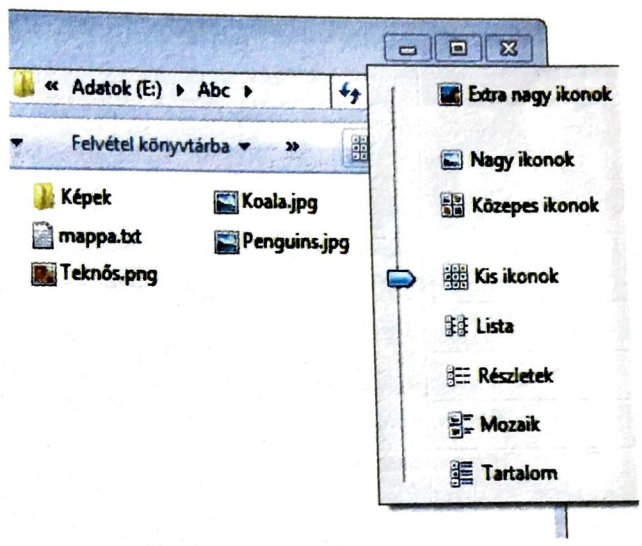 « Adatok (E:) ▸ Abc ▸
Felvétel könyvtárba ▾ »
Képek
Koala.jpg
mappa.txt
Penguins.jpg
Teknős.png
Extra nagy ikonok
Nagy ikonok
Közepes ikonok
Kis ikonok
Lista
Részletek
Mozaik
Tartalom